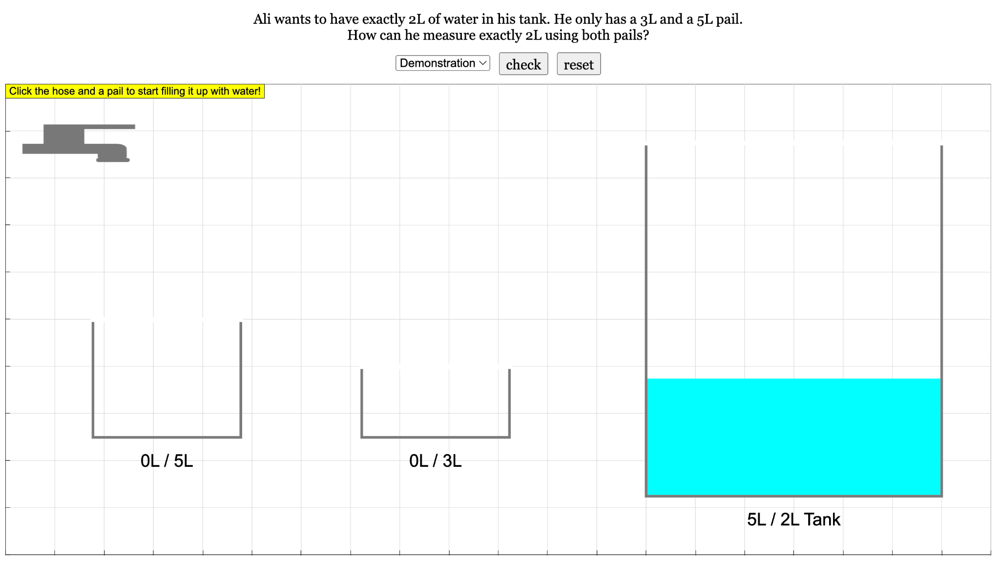 Ali wants to have exactly 2L of water in his tank. He only has a 3L and a 5L pail.
How can he measure exactly 2L using both pails?
Demonstration check reset
Click the hose and a pail to start filling it up with water!
0L / 5L
0L / 3L
5L / 2L Tank